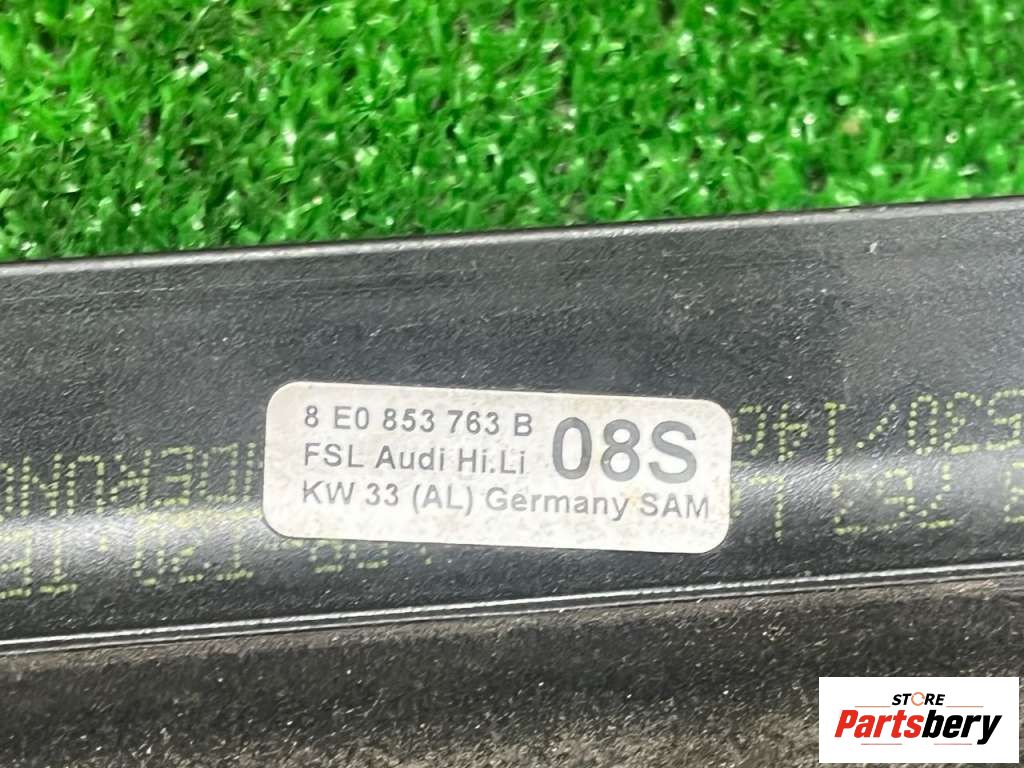 8 E0 853 763 B
FSL Audi Hi.Li
08S
KW 33 (AL) Germany SAM
STORE
Partsbery